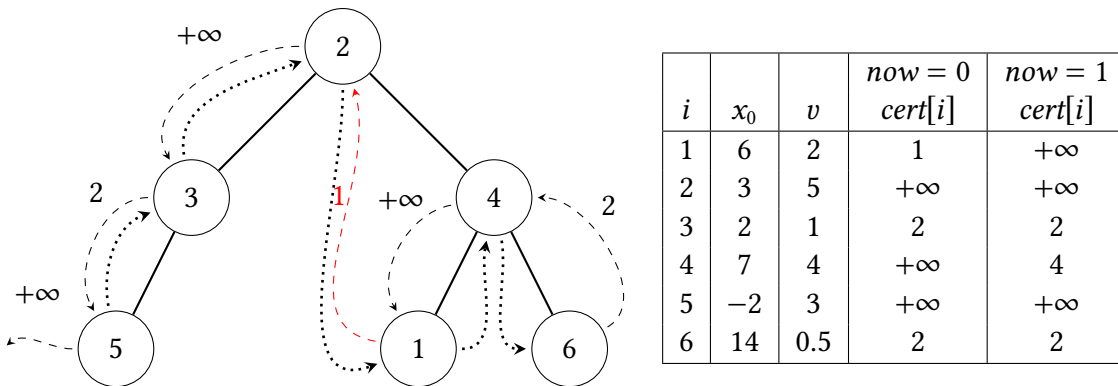 +∞
2
3
2
1
+∞
4
2
+∞
5
1
6
now = 0 now = 1
i x₀ v cert[i] cert[i]
1 6 2 1 +∞
2 3 5 +∞ +∞
3 2 1 2 2
4 7 4 +∞ 4
5 −2 3 +∞ +∞
6 14 0.5 2 2